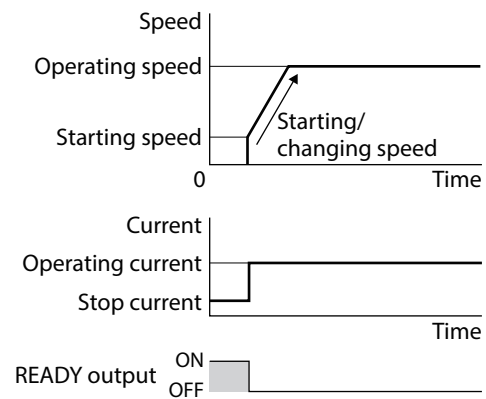 Speed
Operating speed
Starting speed
Starting/
changing speed
0
Time
Current
Operating current
Stop current
Time
READY output
ON
OFF